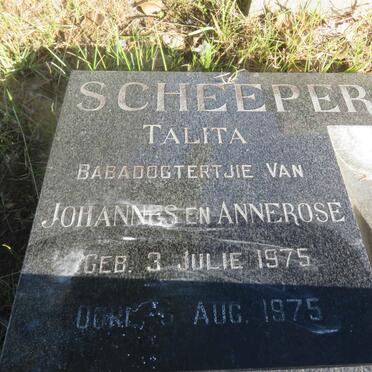 SCHEEPER
TALITA
BABADOGTERTJIE VAN
JOHANNES EN ANNEROSE
GEB. 3 JULIE 1975
AUG. 1975